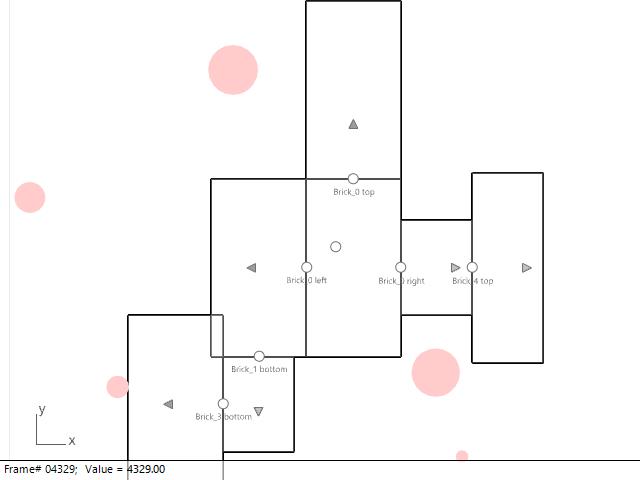 Brick_0 top
Brick_0 left
Brick_0 right
Brick_4 top
Brick_1 bottom
Brick_3 bottom
y
x
Frame# 04329; Value = 4329.00